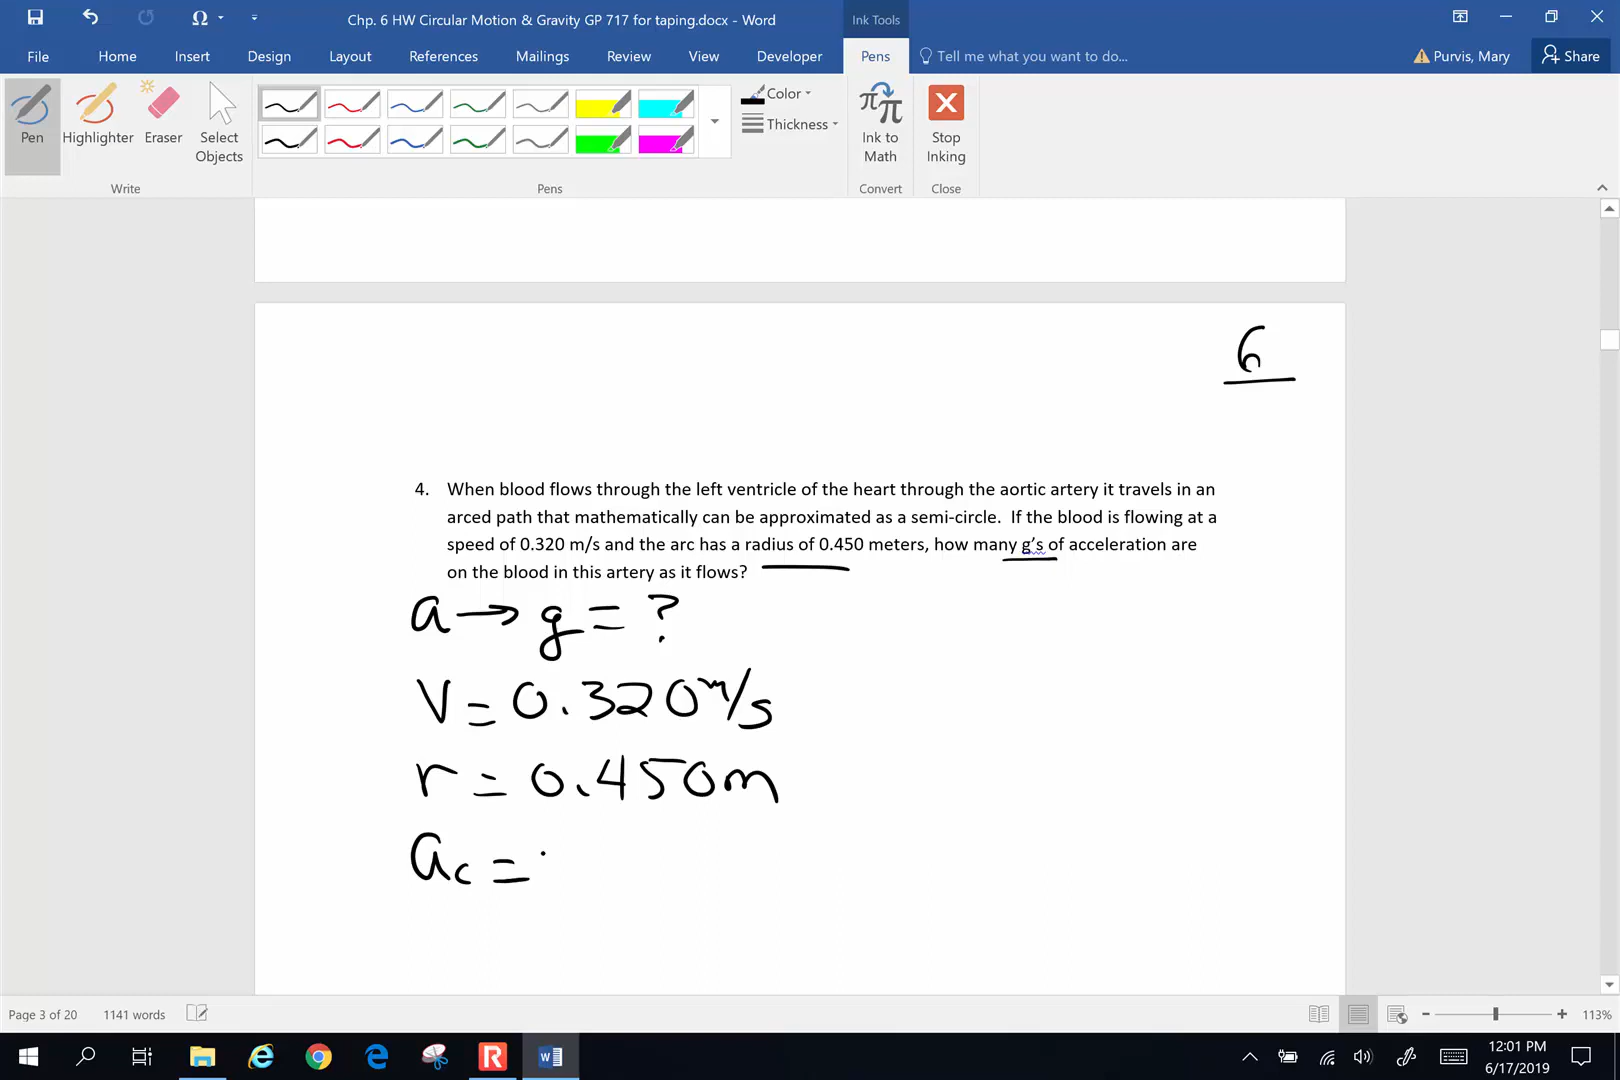 Chp. 6 HW Circular Motion & Gravity GP 717 for taping.docx - Word
Ink Tools
File Home Insert Design Layout References Mailings Review View Developer Pens Tell me what you want to do... Purvis, Mary Share
Pen Highlighter Eraser Select Objects
Color
Thickness
Ink to Math
Stop Inking
Write Pens Convert Close
6
4. When blood flows through the left ventricle of the heart through the aortic artery it travels in an
arced path that mathematically can be approximated as a semi-circle. If the blood is flowing at a
speed of 0.320 m/s and the arc has a radius of 0.450 meters, how many g's of acceleration are
on the blood in this artery as it flows?
a → g = ?
V = 0.320 m/s
r = 0.450m
ac =
Page 3 of 20 1141 words 113%
12:01 PM
6/17/2019